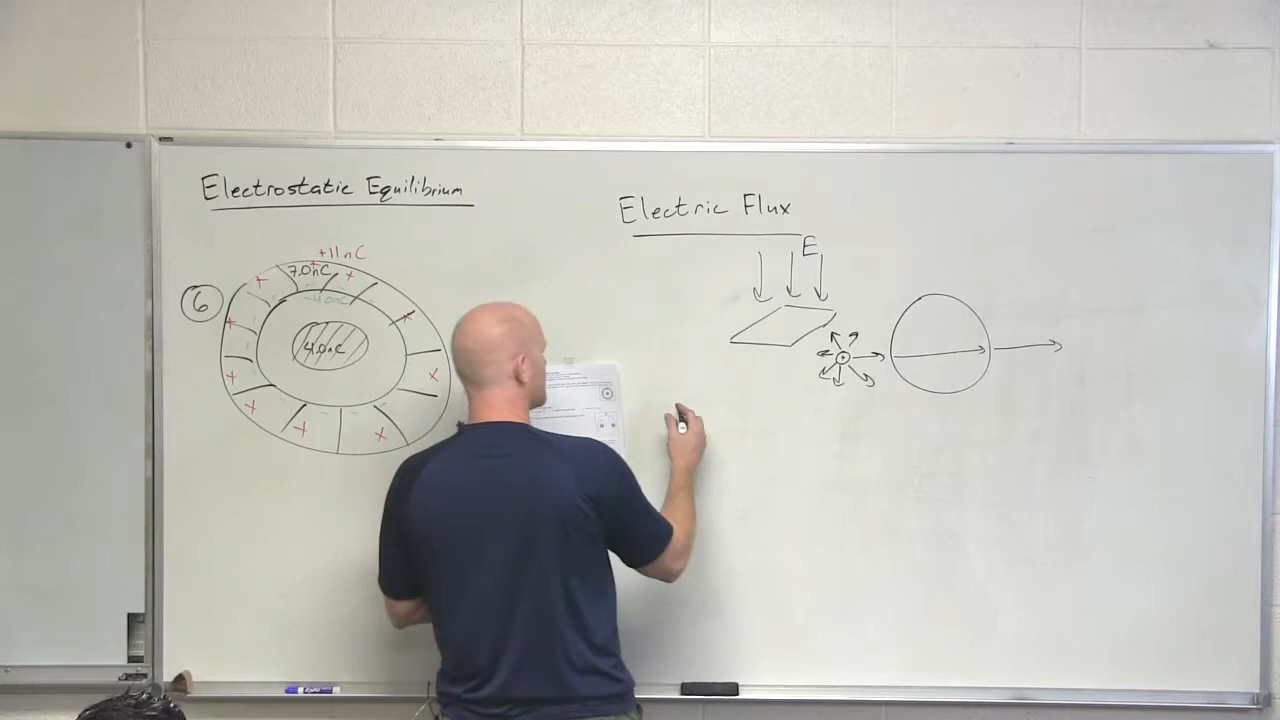 Electrostatic Equilibrium
+11nC
7.0nC
-4.0nC
6
4.0nC
Electric Flux
E
+